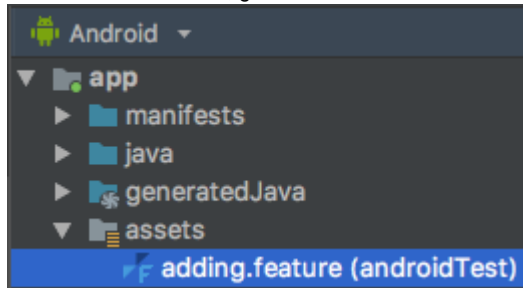 Android
app
manifests
java
generatedJava
assets
adding.feature (androidTest)